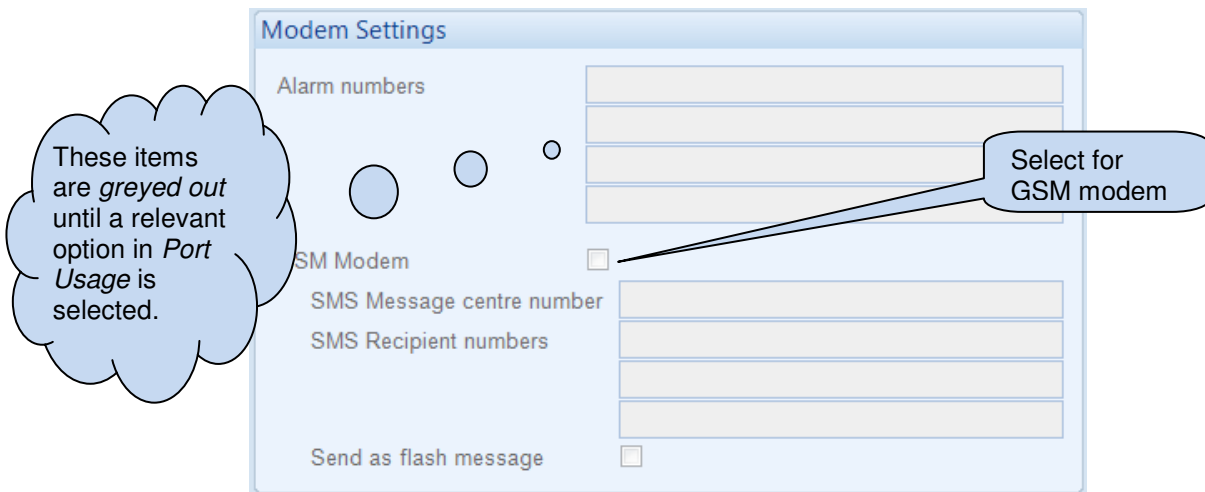 Modem Settings
Alarm numbers
These items
are greyed out
until a relevant
option in Port
Usage is
selected.
Select for
GSM modem
SM Modem
SMS Message centre number
SMS Recipient numbers
Send as flash message